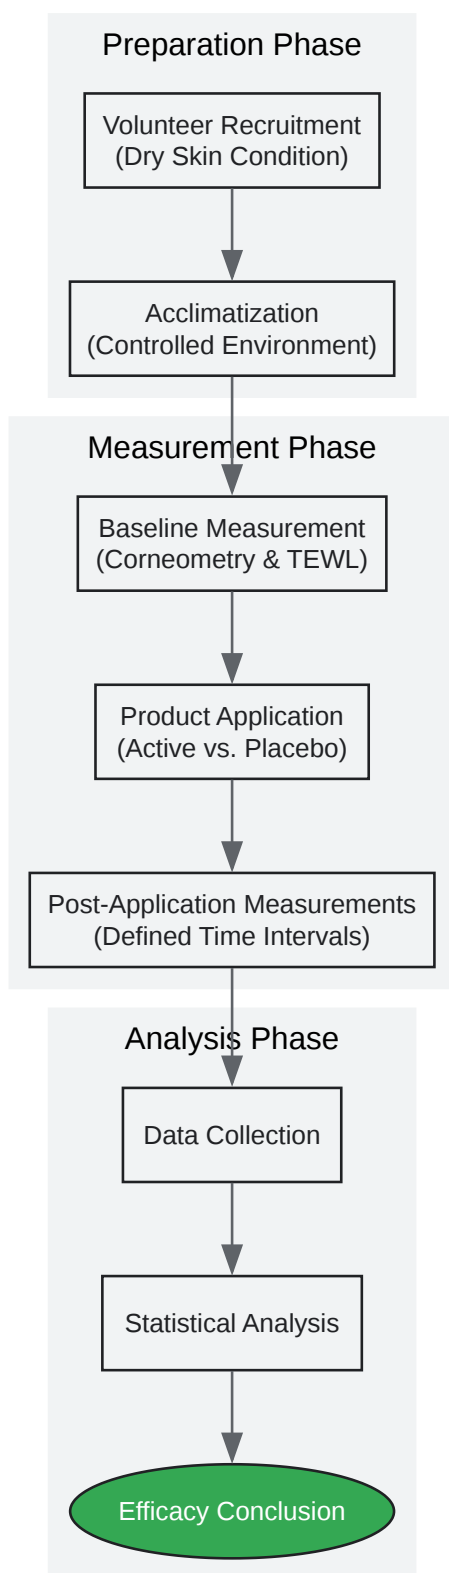 Preparation Phase
Volunteer Recruitment
(Dry Skin Condition)
Acclimatization
(Controlled Environment)
Measurement Phase
Baseline Measurement
(Corneometry & TEWL)
Product Application
(Active vs. Placebo)
Post-Application Measurements
(Defined Time Intervals)
Analysis Phase
Data Collection
Statistical Analysis
Efficacy Conclusion